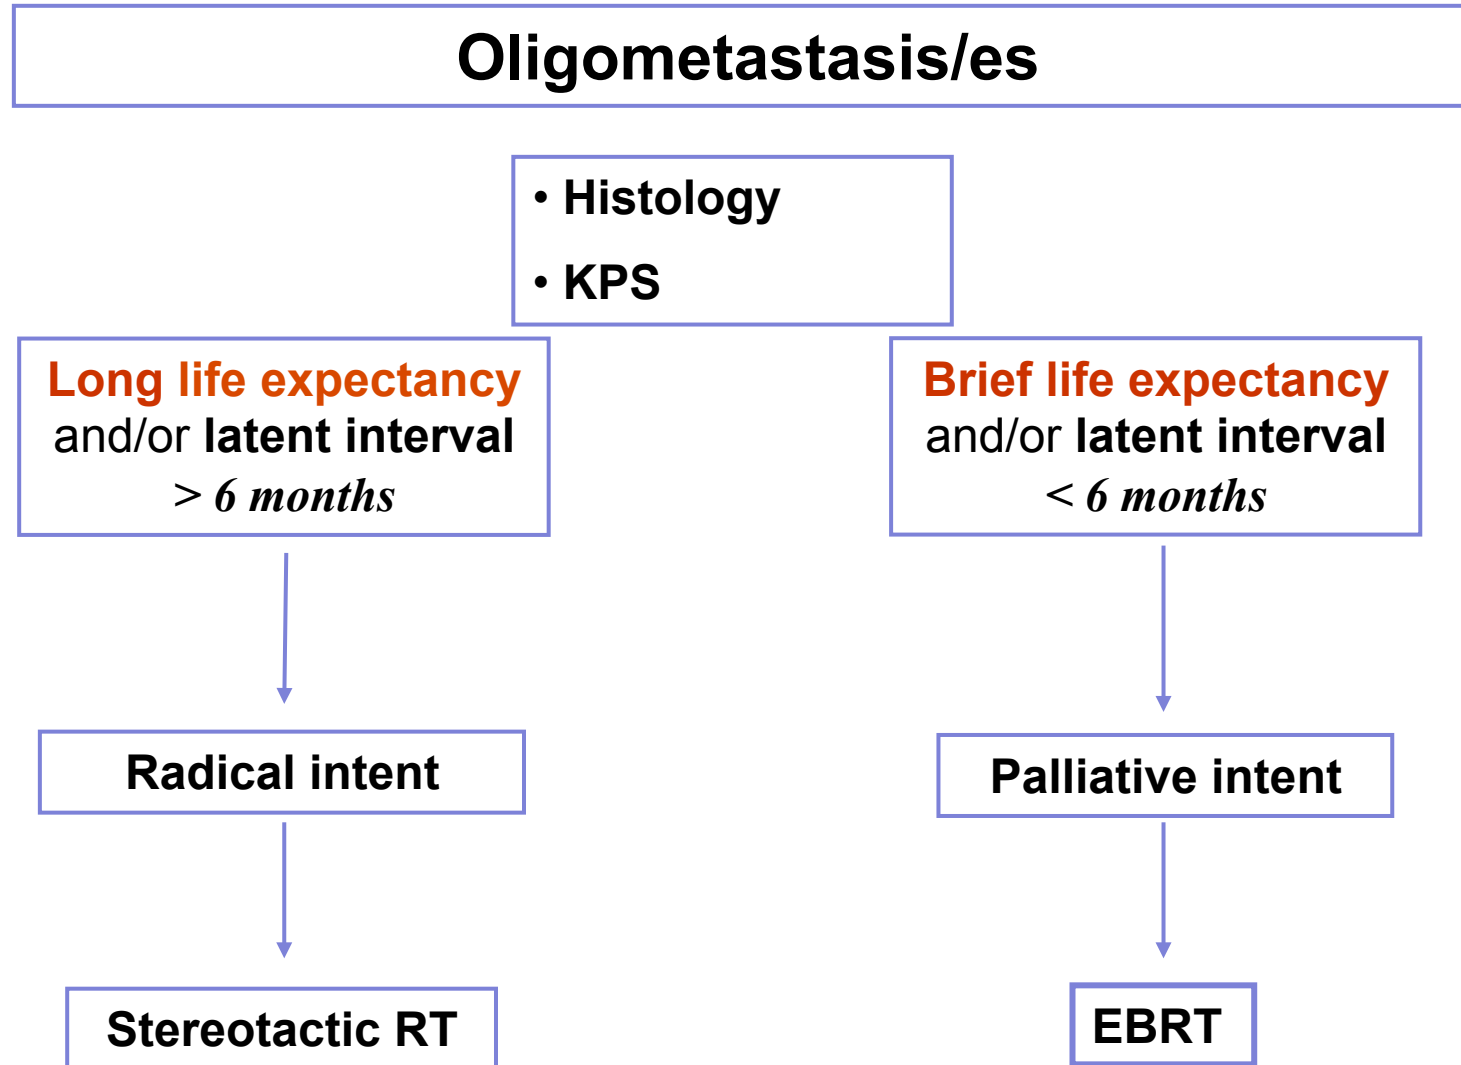 Oligometastasis/es
• Histology
• KPS
Long life expectancy
and/or latent interval
> 6 months
Brief life expectancy
and/or latent interval
< 6 months
Radical intent
Palliative intent
Stereotactic RT
EBRT